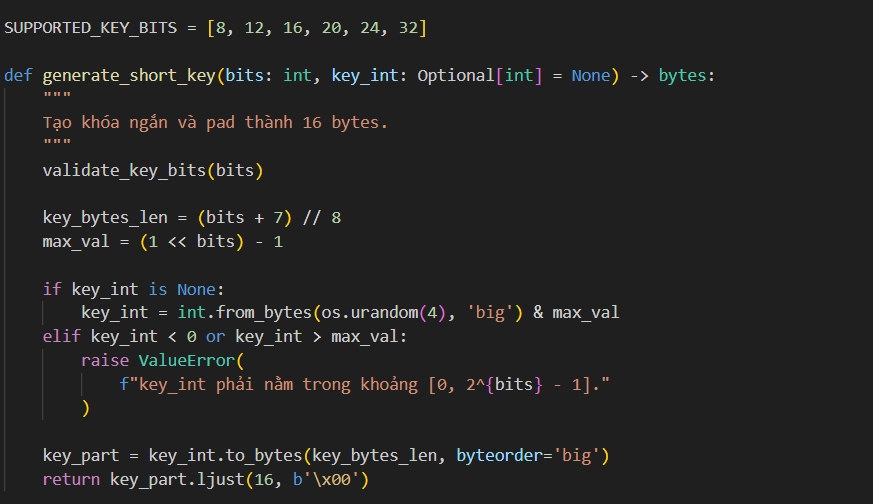 SUPPORTED_KEY_BITS = [8, 12, 16, 20, 24, 32]
def generate_short_key(bits: int, key_int: Optional[int] = None) -> bytes:
    """
    Tạo khóa ngắn và pad thành 16 bytes.
    """
    validate_key_bits(bits)
    key_bytes_len = (bits + 7) // 8
    max_val = (1 << bits) - 1
    if key_int is None:
        key_int = int.from_bytes(os.urandom(4), 'big') & max_val
    elif key_int < 0 or key_int > max_val:
        raise ValueError(
            f"key_int phải nằm trong khoảng [0, 2^{bits} - 1]."
        )
    key_part = key_int.to_bytes(key_bytes_len, byteorder='big')
    return key_part.ljust(16, b'\x00')